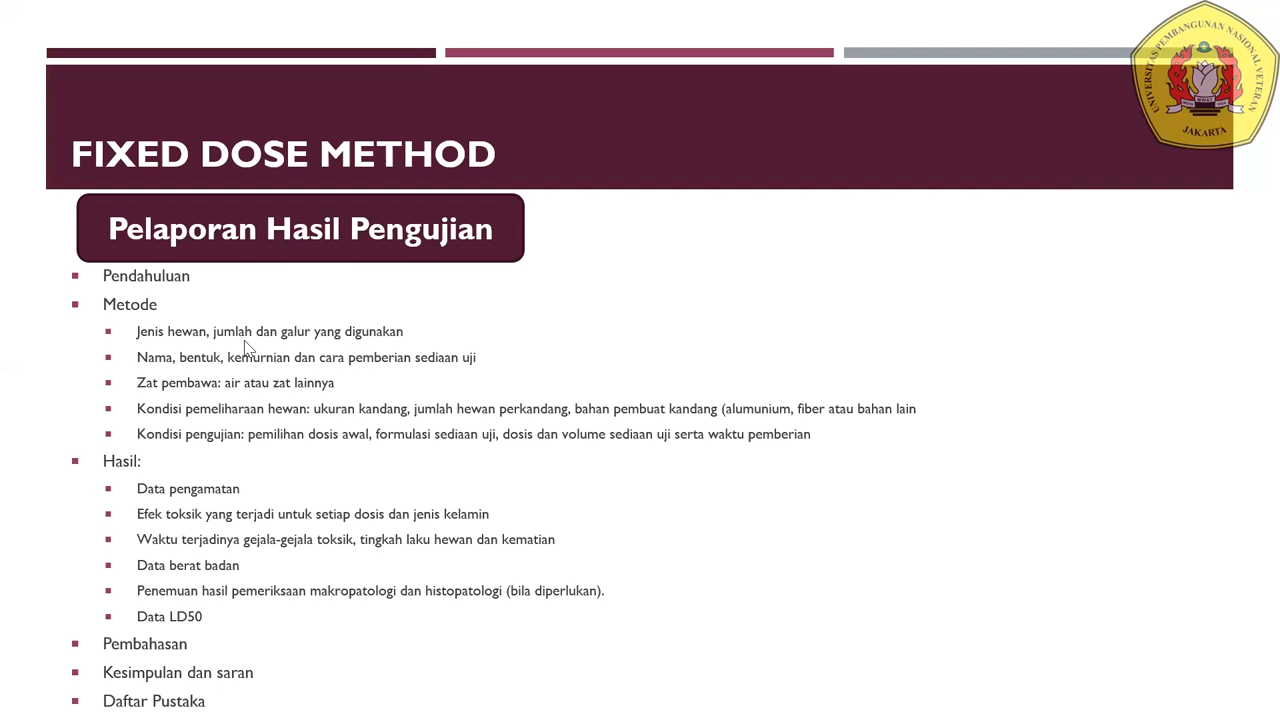 UNIVERSITAS PEMBANGUNAN NASIONAL VETERAN
JAKARTA
FIXED DOSE METHOD
Pelaporan Hasil Pengujian
Pendahuluan
Metode
Jenis hewan, jumlah dan galur yang digunakan
Nama, bentuk, kemurnian dan cara pemberian sediaan uji
Zat pembawa: air atau zat lainnya
Kondisi pemeliharaan hewan: ukuran kandang, jumlah hewan perkandang, bahan pembuat kandang (alumunium, fiber atau bahan lain
Kondisi pengujian: pemilihan dosis awal, formulasi sediaan uji, dosis dan volume sediaan uji serta waktu pemberian
Hasil:
Data pengamatan
Efek toksik yang terjadi untuk setiap dosis dan jenis kelamin
Waktu terjadinya gejala-gejala toksik, tingkah laku hewan dan kematian
Data berat badan
Penemuan hasil pemeriksaan makropatologi dan histopatologi (bila diperlukan).
Data LD50
Pembahasan
Kesimpulan dan saran
Daftar Pustaka